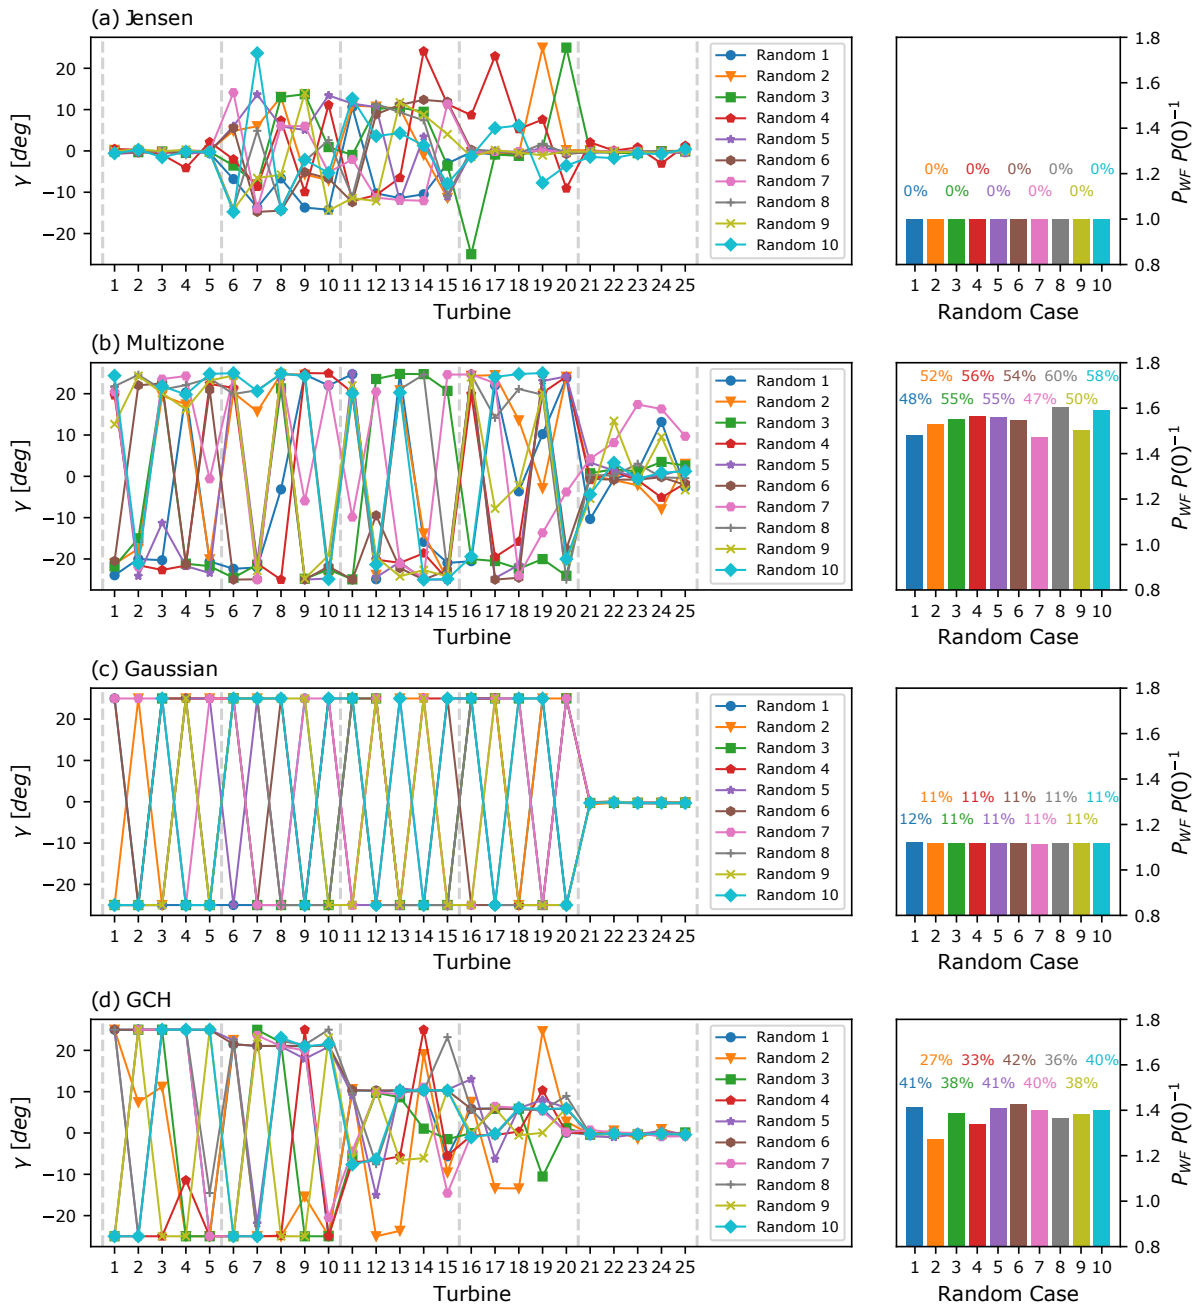 (a) Jensen
γ [deg]
20
10
0
−10
−20
1 2 3 4 5 6 7 8 9 10 11 12 13 14 15 16 17 18 19 20 21 22 23 24 25
Turbine
Random 1
Random 2
Random 3
Random 4
Random 5
Random 6
Random 7
Random 8
Random 9
Random 10
0% 0% 0% 0% 0%
0% 0% 0% 0% 0%
1 2 3 4 5 6 7 8 9 10
Random Case
1.8
1.6
1.4
1.2
1.0
0.8
P_WF P(0)^−1
(b) Multizone
γ [deg]
20
10
0
−10
−20
1 2 3 4 5 6 7 8 9 10 11 12 13 14 15 16 17 18 19 20 21 22 23 24 25
Turbine
Random 1
Random 2
Random 3
Random 4
Random 5
Random 6
Random 7
Random 8
Random 9
Random 10
52% 56% 54% 60% 58%
48% 55% 55% 47% 50%
1 2 3 4 5 6 7 8 9 10
Random Case
1.8
1.6
1.4
1.2
1.0
0.8
P_WF P(0)^−1
(c) Gaussian
γ [deg]
20
10
0
−10
−20
1 2 3 4 5 6 7 8 9 10 11 12 13 14 15 16 17 18 19 20 21 22 23 24 25
Turbine
Random 1
Random 2
Random 3
Random 4
Random 5
Random 6
Random 7
Random 8
Random 9
Random 10
11% 11% 11% 11% 11%
12% 11% 11% 11% 11%
1 2 3 4 5 6 7 8 9 10
Random Case
1.8
1.6
1.4
1.2
1.0
0.8
P_WF P(0)^−1
(d) GCH
γ [deg]
20
10
0
−10
−20
1 2 3 4 5 6 7 8 9 10 11 12 13 14 15 16 17 18 19 20 21 22 23 24 25
Turbine
Random 1
Random 2
Random 3
Random 4
Random 5
Random 6
Random 7
Random 8
Random 9
Random 10
27% 33% 42% 36% 40%
41% 38% 41% 40% 38%
1 2 3 4 5 6 7 8 9 10
Random Case
1.8
1.6
1.4
1.2
1.0
0.8
P_WF P(0)^−1